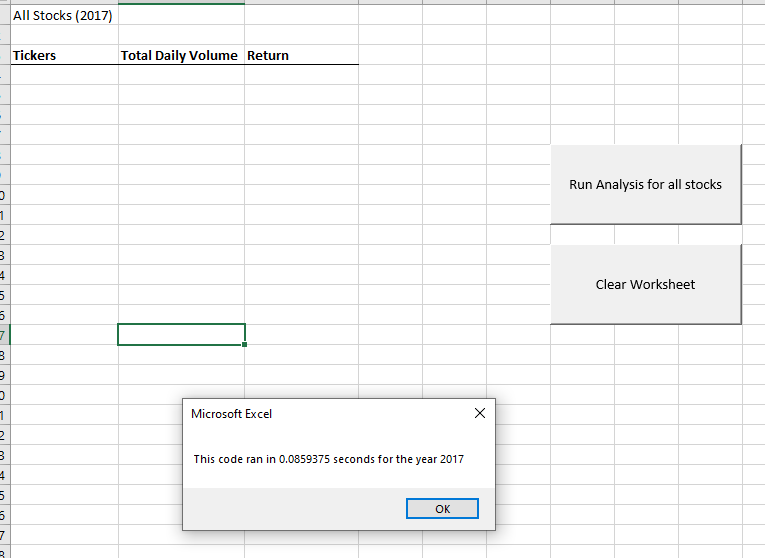 All Stocks (2017)
Tickers Total Daily Volume Return
Run Analysis for all stocks
Clear Worksheet
Microsoft Excel
This code ran in 0.0859375 seconds for the year 2017
OK